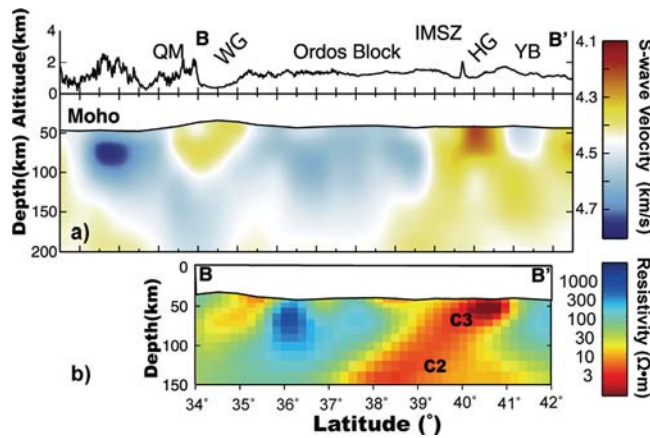 Altitude(km)
4
2
0
QM
B
WG
Ordos Block
IMSZ
HG
YB
B'
Moho
Depth(km)
50
100
150
200
a)
4.1
4.3
4.5
4.7
S-wave Velocity (km/s)
B
B'
Depth(km)
0
50
100
150
b)
C3
C2
34° 35° 36° 37° 38° 39° 40° 41° 42°
Latitude (°)
1000
300
100
30
10
3
Resistivity (Ω•m)